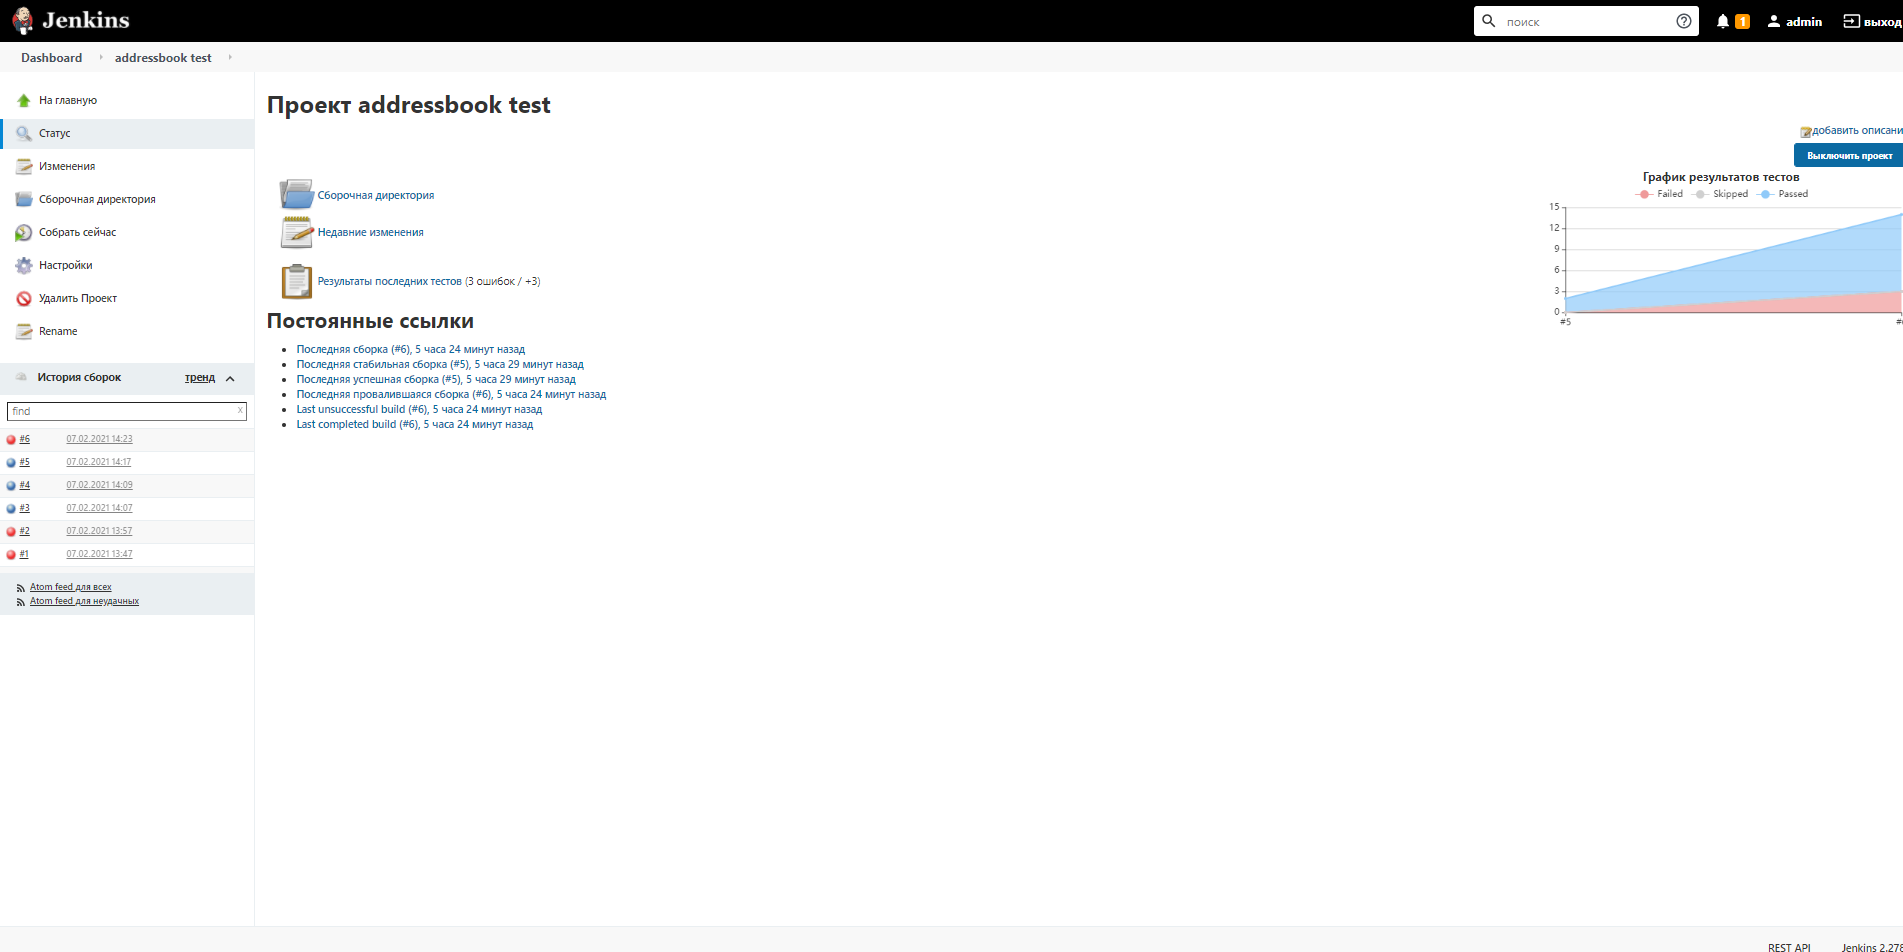 Jenkins
поиск
1
admin
выход
Dashboard
addressbook test
На главную
Статус
Изменения
Сборочная директория
Собрать сейчас
Настройки
Удалить Проект
Rename
История сборок
тренд
find
x
#6 07.02.2021 14:23
#5 07.02.2021 14:17
#4 07.02.2021 14:09
#3 07.02.2021 14:07
#2 07.02.2021 13:57
#1 07.02.2021 13:47
Atom feed для всех
Atom feed для неудачных
Проект addressbook test
Сборочная директория
Недавние изменения
Результаты последних тестов (3 ошибок / +3)
Постоянные ссылки
Последняя сборка (#6), 5 часа 24 минут назад
Последняя стабильная сборка (#5), 5 часа 29 минут назад
Последняя успешная сборка (#5), 5 часа 29 минут назад
Последняя провалившаяся сборка (#6), 5 часа 24 минут назад
Last unsuccessful build (#6), 5 часа 24 минут назад
Last completed build (#6), 5 часа 24 минут назад
добавить описани
Выключить проект
График результатов тестов
Failed Skipped Passed
15
12
9
6
3
0
#5
#
REST API
Jenkins 2.278